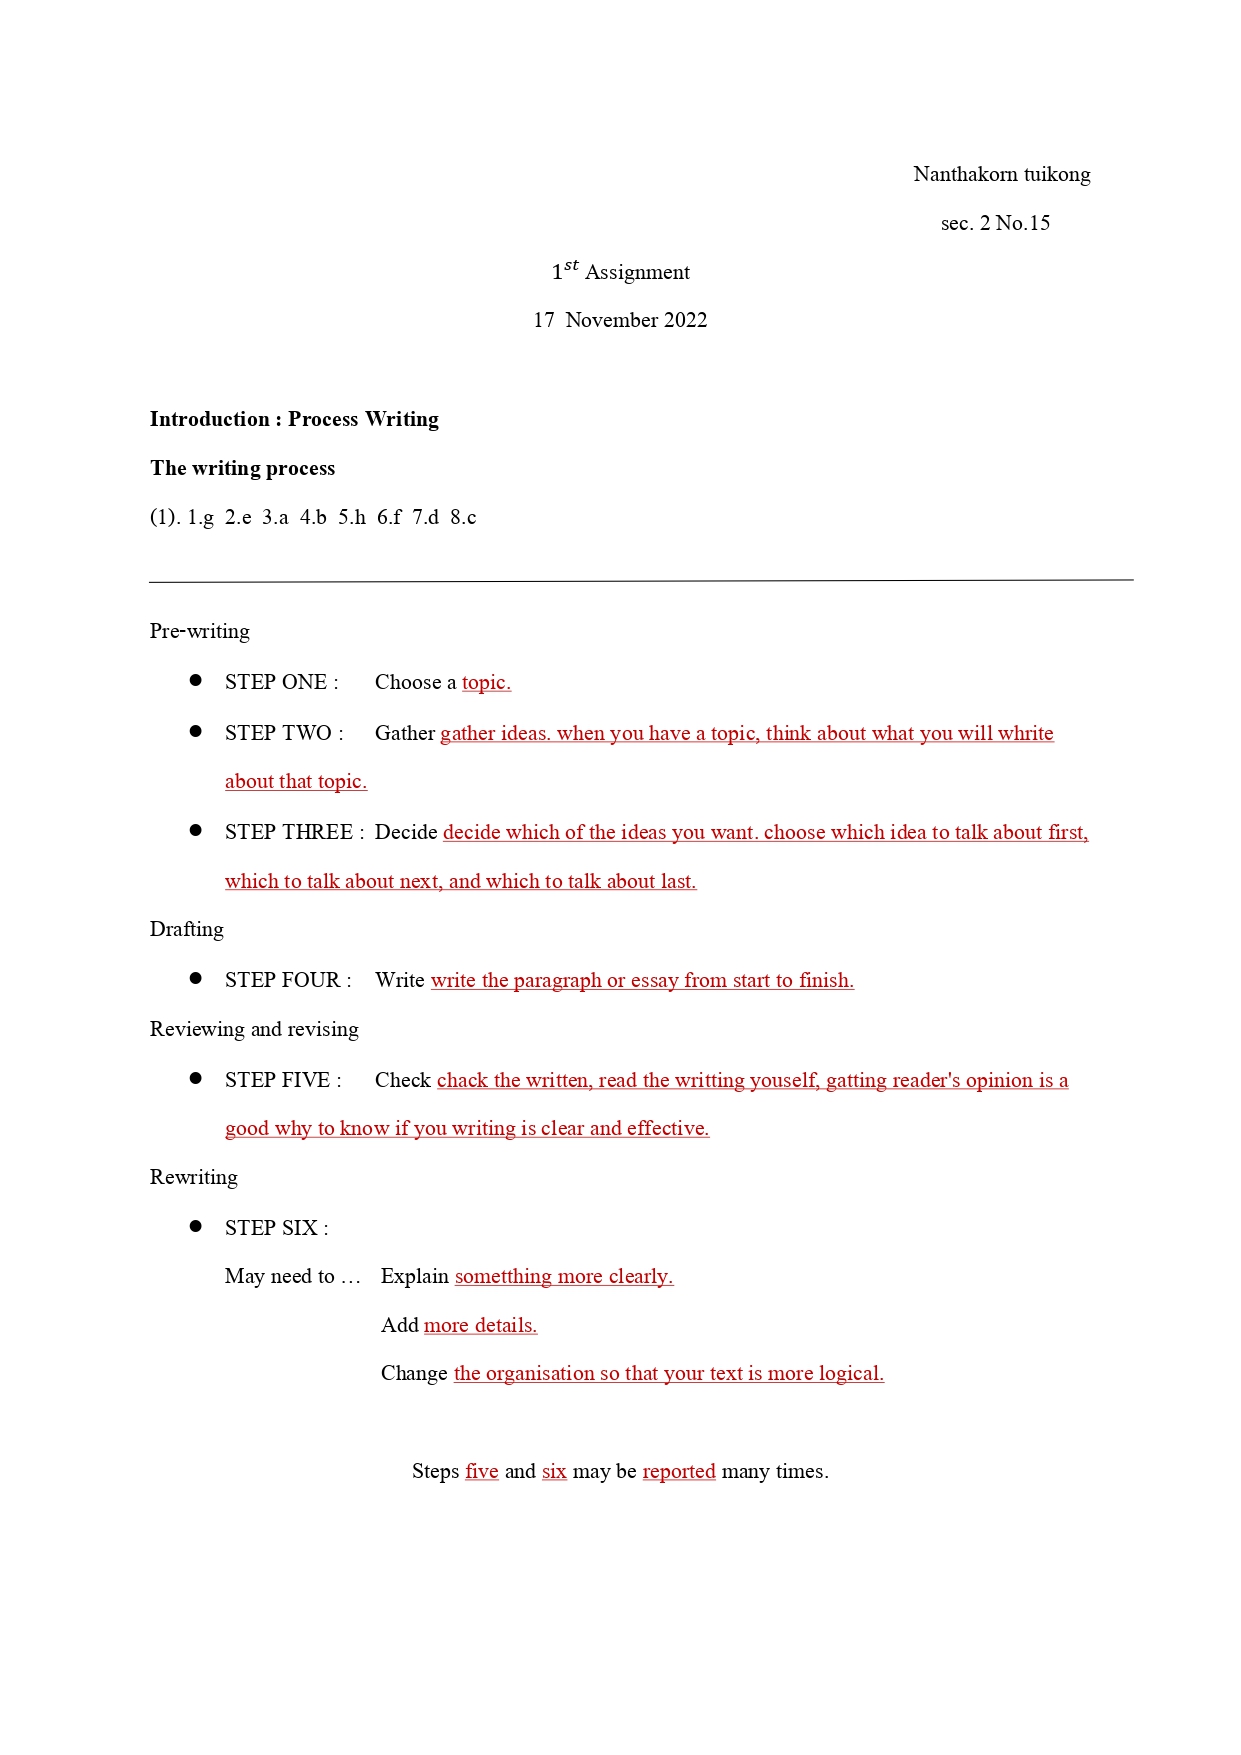 Nanthakorn tuikong
sec. 2 No.15
1st Assignment
17 November 2022
Introduction : Process Writing
The writing process
(1). 1.g 2.e 3.a 4.b 5.h 6.f 7.d 8.c
Pre-writing
● STEP ONE : Choose a topic.
● STEP TWO : Gather gather ideas. when you have a topic, think about what you will whrite
about that topic.
● STEP THREE : Decide decide which of the ideas you want. choose which idea to talk about first,
which to talk about next, and which to talk about last.
Drafting
● STEP FOUR : Write write the paragraph or essay from start to finish.
Reviewing and revising
● STEP FIVE : Check chack the written, read the writting youself, gatting reader's opinion is a
good why to know if you writing is clear and effective.
Rewriting
● STEP SIX :
May need to … Explain sometthing more clearly.
Add more details.
Change the organisation so that your text is more logical.
Steps five and six may be reported many times.